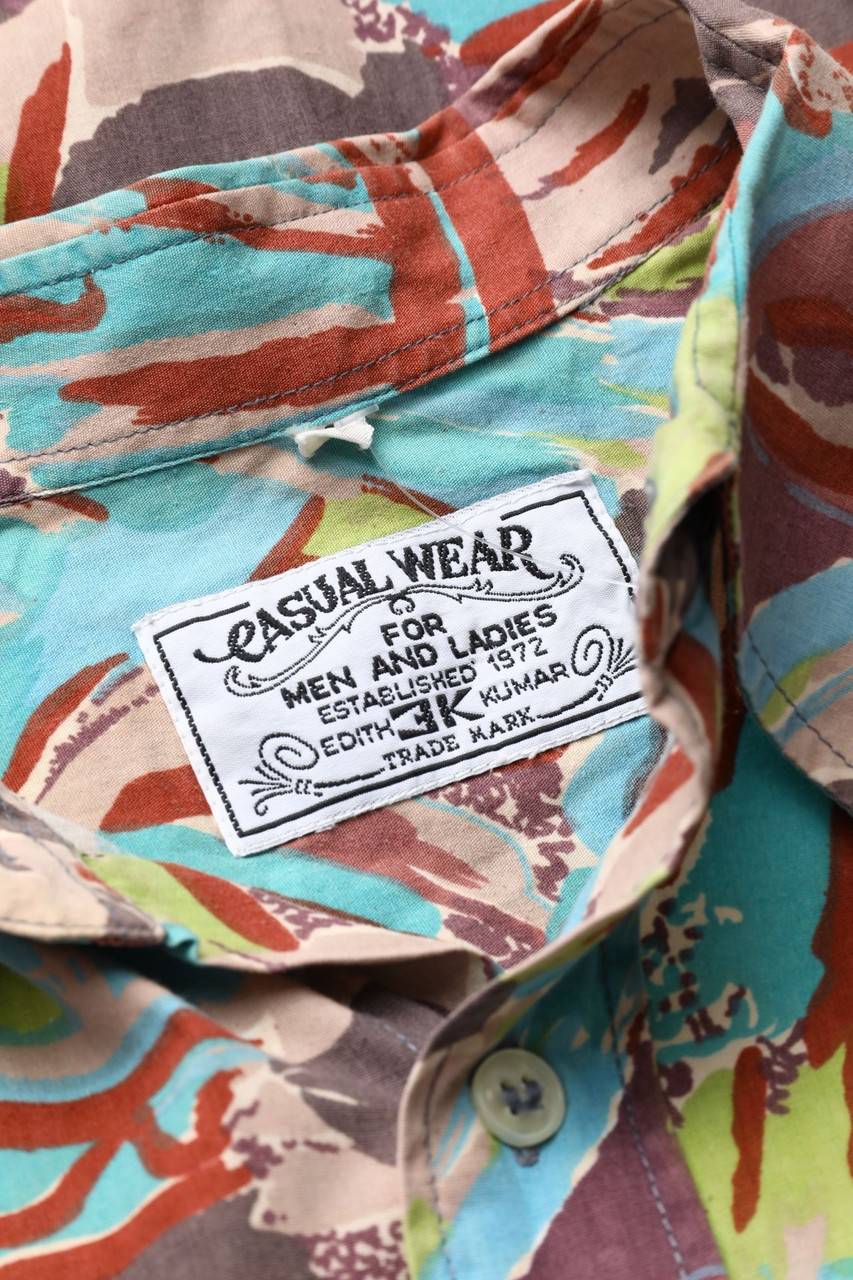 CASUAL WEAR
FOR
MEN AND LADIES
ESTABLISHED 1972
EDITH EK KUMAR
TRADE MARK